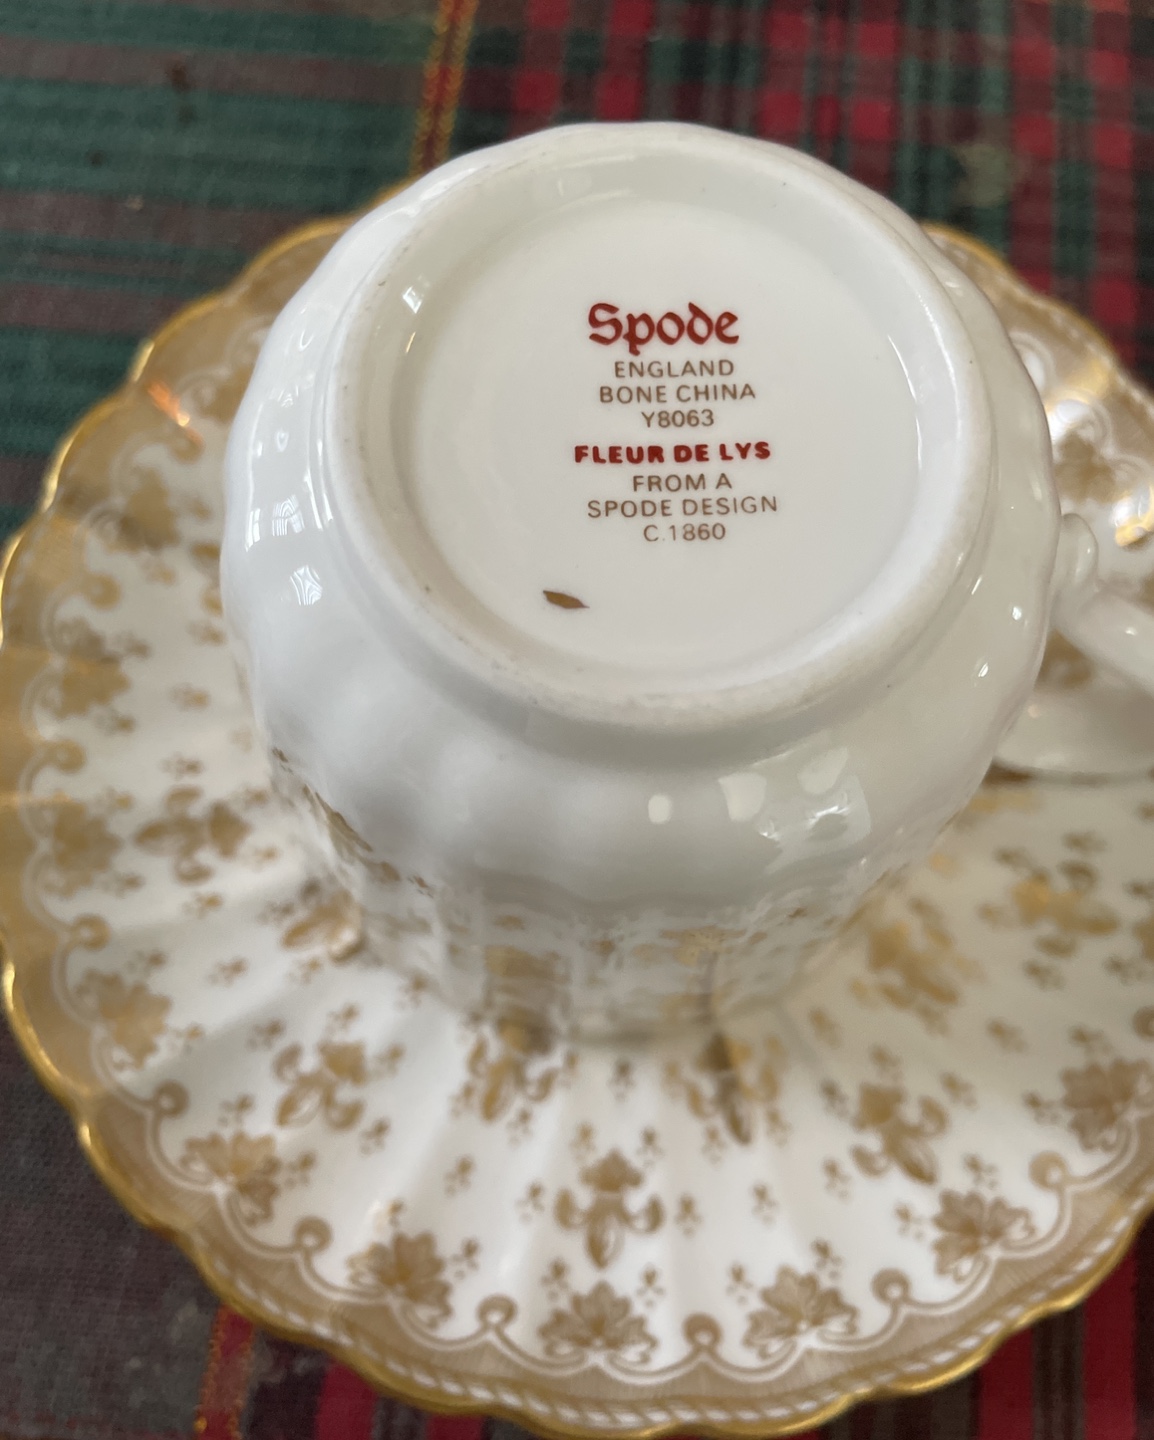 Spode
ENGLAND
BONE CHINA
Y8063
FLEUR DE LYS
FROM A
SPODE DESIGN
C.1860